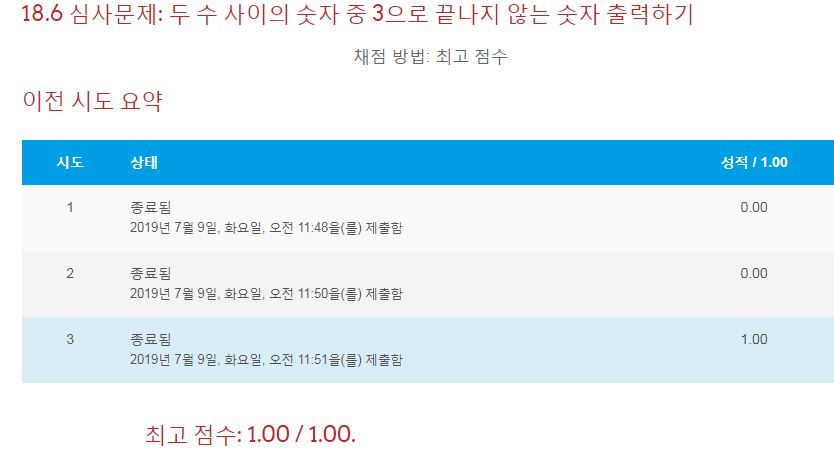 18.6 심사문제: 두 수 사이의 숫자 중 3으로 끝나지 않는 숫자 출력하기
채점 방법: 최고 점수
이전 시도 요약
시도 상태 성적 / 1.00
1 종료됨 0.00
2019년 7월 9일, 화요일, 오전 11:48을(를) 제출함
2 종료됨 0.00
2019년 7월 9일, 화요일, 오전 11:50을(를) 제출함
3 종료됨 1.00
2019년 7월 9일, 화요일, 오전 11:51을(를) 제출함
최고 점수: 1.00 / 1.00.